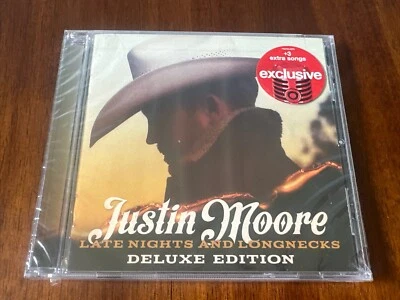 +3
extra songs
exclusive
Justin Moore
LATE NIGHTS AND LONGNECKS
DELUXE EDITION